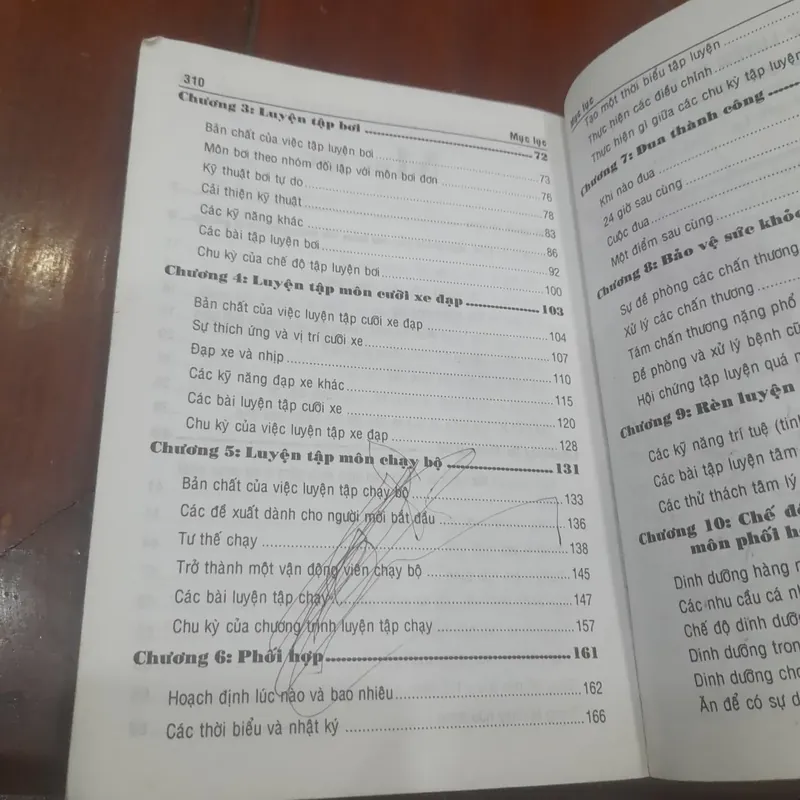 310
Mục lục
Chương 3: Luyện tập bơi ............ 72
Bản chất của việc tập luyện bơi ............ 73
Môn bơi theo nhóm đối lập với môn bơi đơn ............ 76
Kỹ thuật bơi tự do ............ 78
Cải thiện kỹ thuật ............ 83
Các kỹ năng khác ............ 86
Các bài tập luyện bơi ............ 92
Chu kỳ của chế độ tập luyện bơi ............ 100
Chương 4: Luyện tập môn cưỡi xe đạp ............ 103
Bản chất của việc luyện tập cưỡi xe đạp ............ 104
Sự thích ứng và vị trí cưỡi xe ............ 107
Đạp xe và nhịp ............ 110
Các kỹ năng đạp xe khác ............ 115
Các bài luyện tập cưỡi xe ............ 120
Chu kỳ của việc luyện tập xe đạp ............ 128
Chương 5: Luyện tập môn chạy bộ ............ 131
Bản chất của việc luyện tập chạy bộ ............ 133
Các đề xuất dành cho người mới bắt đầu ............ 136
Tư thế chạy ............ 138
Trở thành một vận động viên chạy bộ ............ 145
Các bài luyện tập chạy ............ 147
Chu kỳ của chương trình luyện tập chạy ............ 157
Chương 6: Phối hợp ............ 161
Hoạch định lúc nào và bao nhiêu ............ 162
Các thời biểu và nhật ký ............ 166
Mục lục
Tạo một thời biểu tập luyện
Thực hiện các điều chỉnh
Thực hiện gì giữa các chu kỳ tập luyện
Chương 7: Đua thành công
Khi nào đua
24 giờ sau cùng
Cuộc đua
Một điểm sau cùng
Chương 8: Bảo vệ sức khỏe
Sự đề phòng các chấn thương
Xử lý các chấn thương
Tám chấn thương nặng phổ
Đề phòng và xử lý bệnh cũ
Hội chứng tập luyện quá
Chương 9: Rèn luyện
Các kỹ năng trí tuệ (tin
Các bài tập luyện tâm
Các thử thách tâm lý
Chương 10: Chế độ
môn phối h
Dinh dưỡng hàng n
Các nhu cầu cá nh
Chế độ dinh dưỡ
Dinh dưỡng tron
Dinh dưỡng cho
Ăn để có sự d